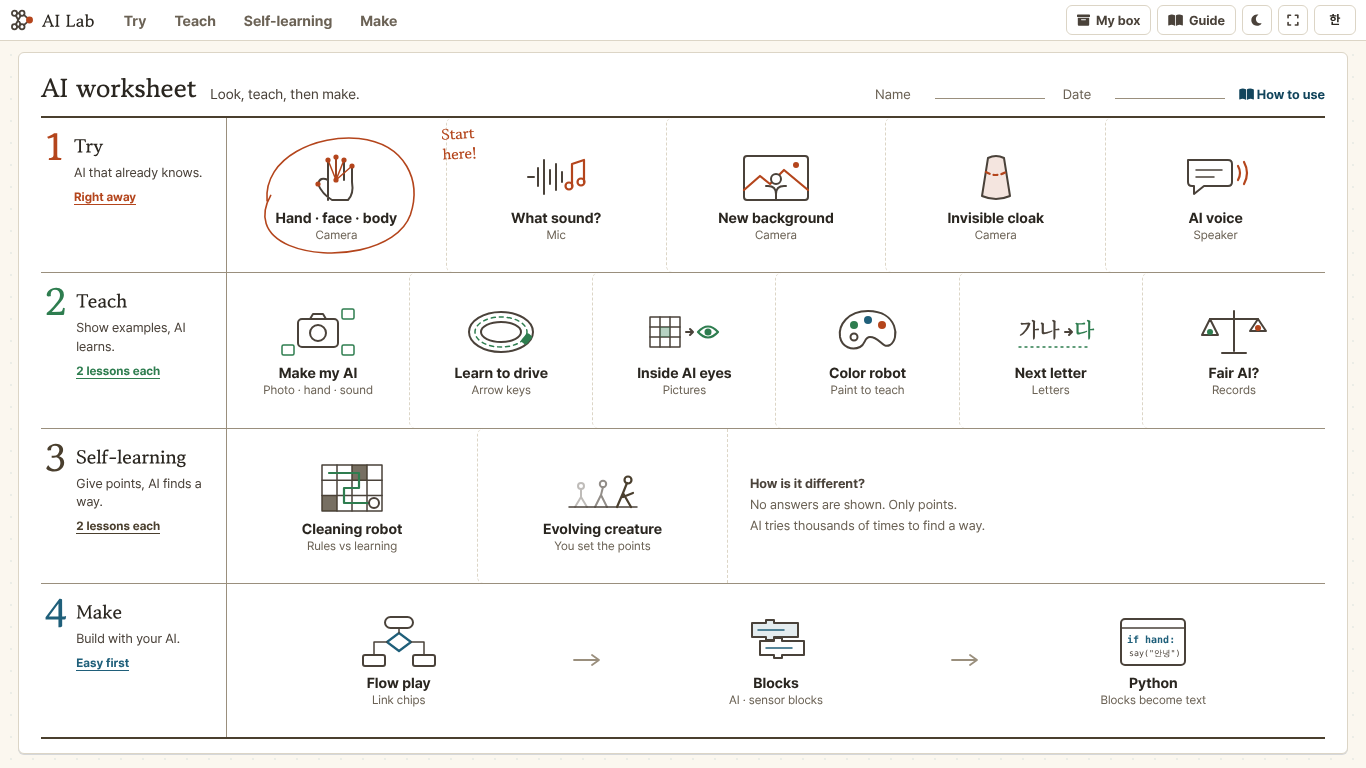 AI Lab
Try
Teach
Self-learning
Make
My box
Guide
한
AI worksheet
Look, teach, then make.
Name
Date
How to use
1
Try
AI that already knows.
Right away
Start
here!
Hand · face · body
Camera
What sound?
Mic
New background
Camera
Invisible cloak
Camera
AI voice
Speaker
2
Teach
Show examples, AI
learns.
2 lessons each
Make my AI
Photo · hand · sound
Learn to drive
Arrow keys
Inside AI eyes
Pictures
Color robot
Paint to teach
가나→다
Next letter
Letters
Fair AI?
Records
3
Self-learning
Give points, AI finds a
way.
2 lessons each
Cleaning robot
Rules vs learning
Evolving creature
You set the points
How is it different?
No answers are shown. Only points.
AI tries thousands of times to find a way.
4
Make
Build with your AI.
Easy first
Flow play
Link chips
Blocks
AI · sensor blocks
if hand:
say("안녕")
Python
Blocks become text